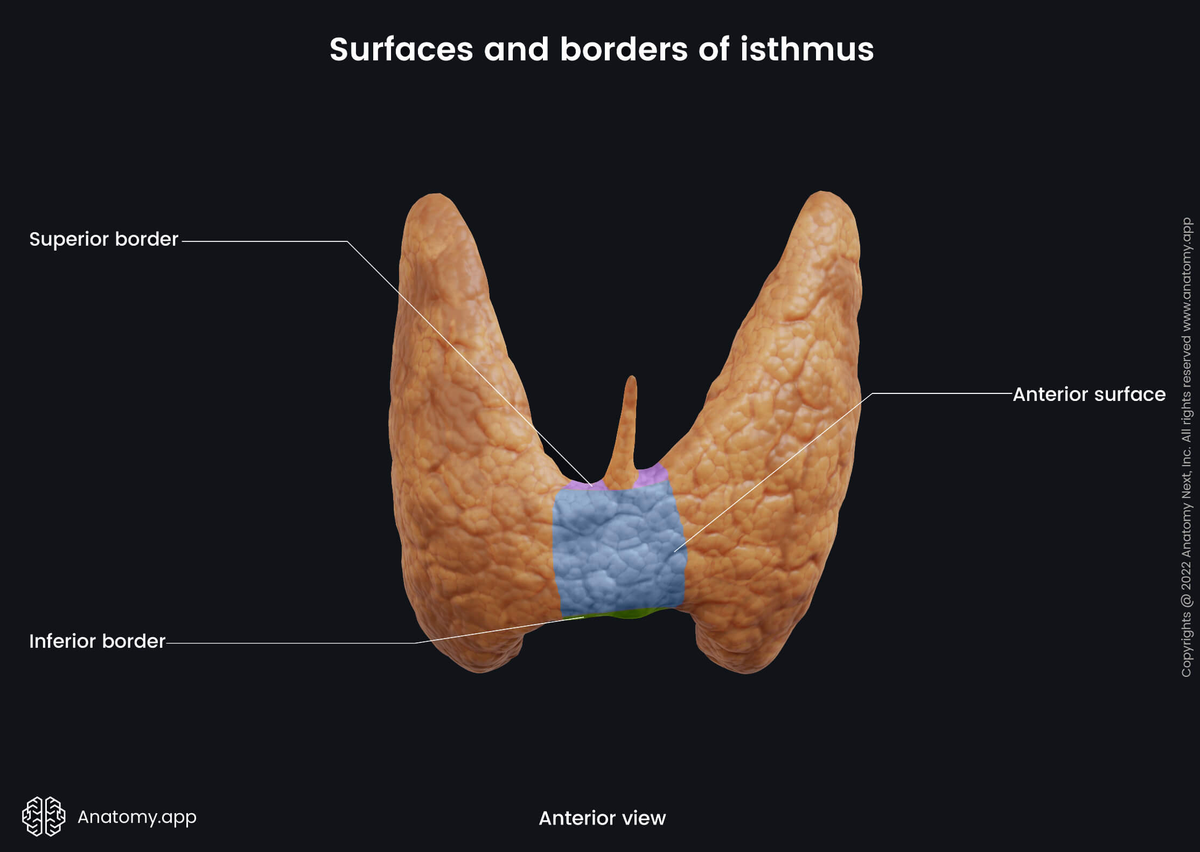 Surfaces and borders of isthmus
Superior border
Anterior surface
Inferior border
Anatomy.app
Anterior view
Copyrights @ 2022 Anatomy Next, Inc. All rights reserved www.anatomy.app